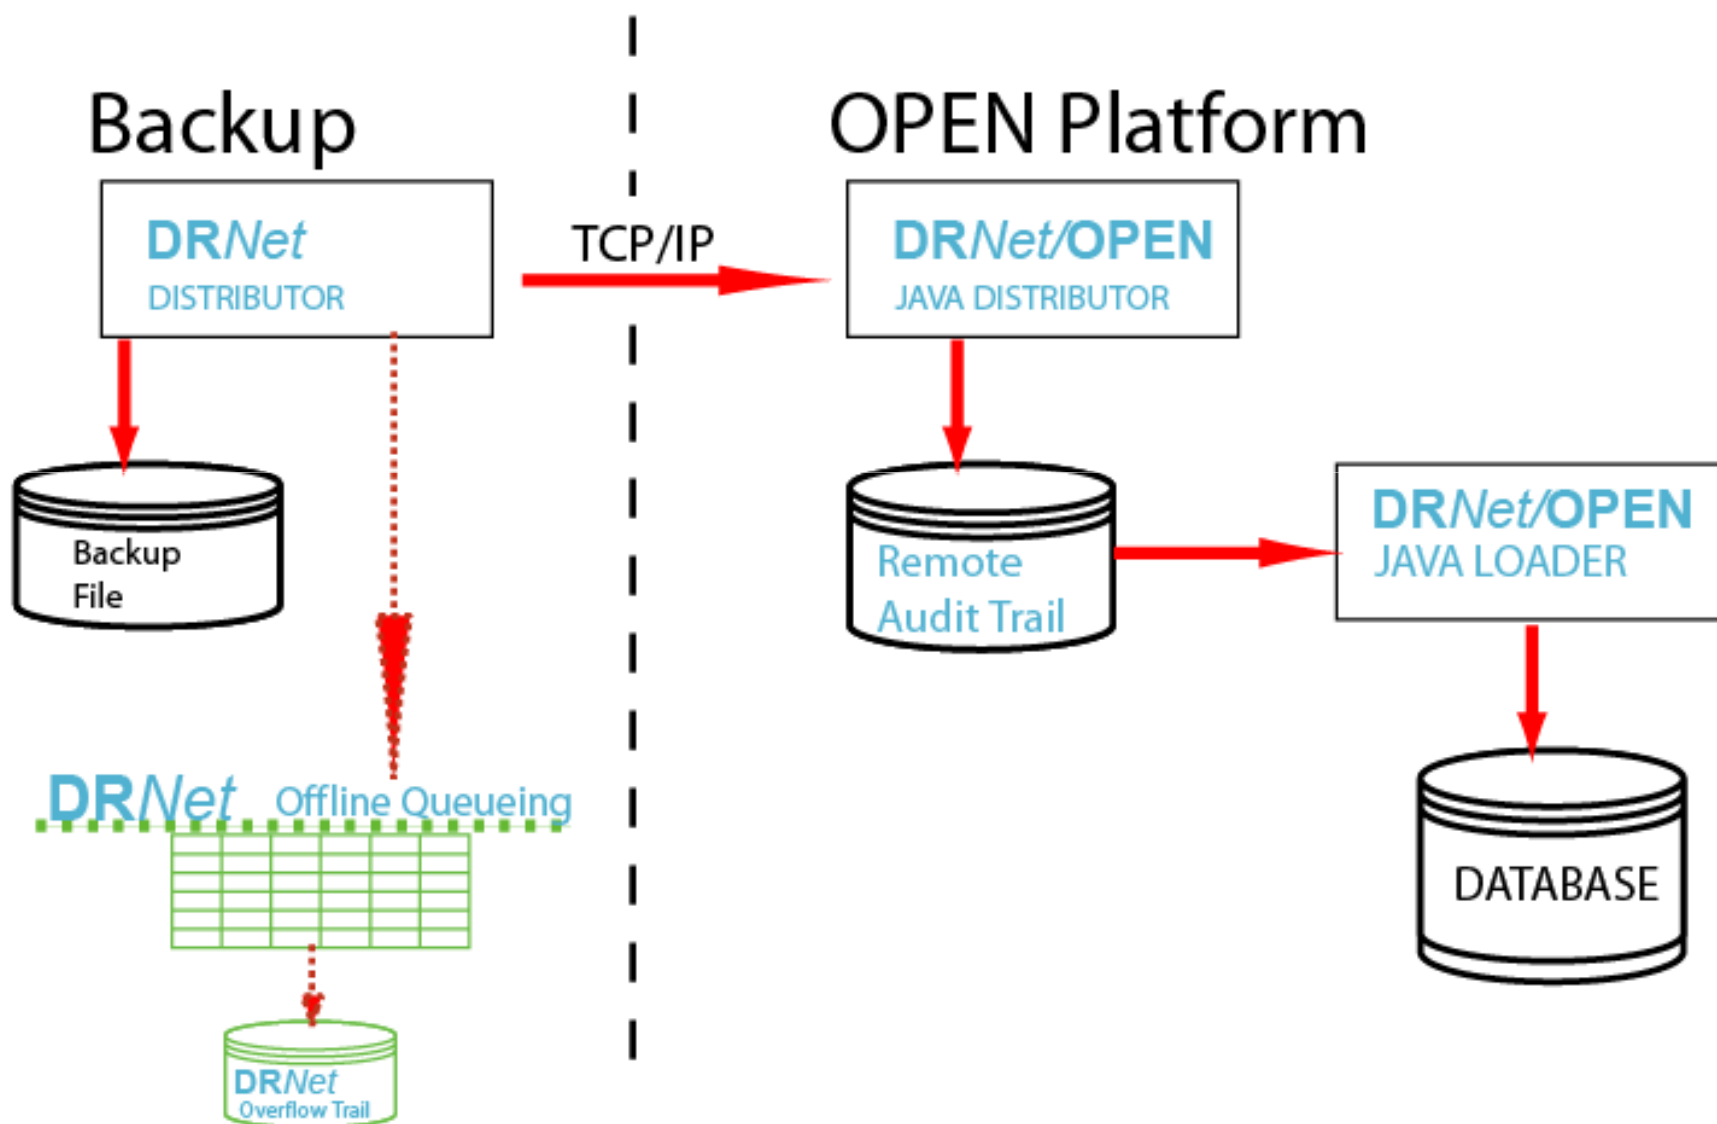 Backup
OPEN Platform
DRNet
DISTRIBUTOR
TCP/IP
DRNet/OPEN
JAVA DISTRIBUTOR
Backup
File
Remote
Audit Trail
DRNet/OPEN
JAVA LOADER
DRNet Offline Queueing
DATABASE
DRNet
Overflow Trail